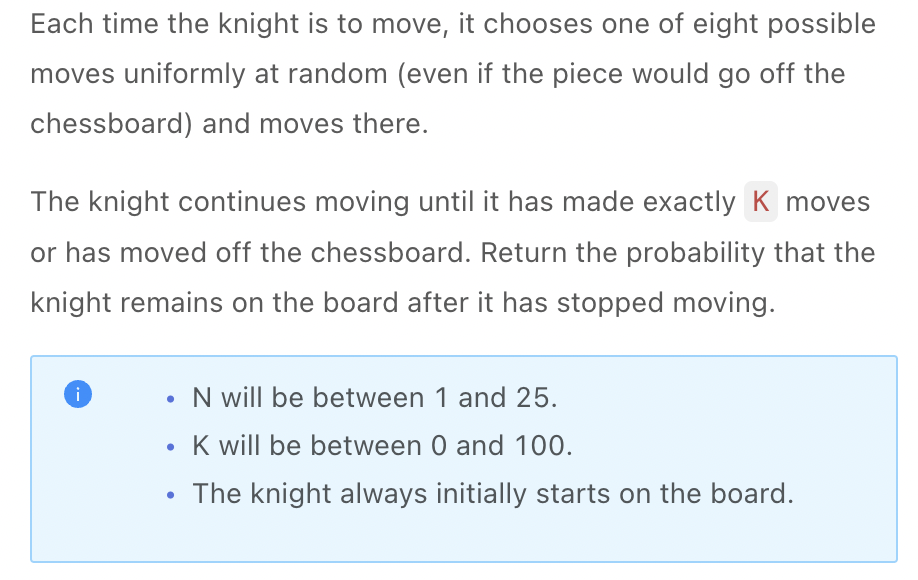 Each time the knight is to move, it chooses one of eight possible
moves uniformly at random (even if the piece would go off the
chessboard) and moves there.
The knight continues moving until it has made exactly K moves
or has moved off the chessboard. Return the probability that the
knight remains on the board after it has stopped moving.
i
• N will be between 1 and 25.
• K will be between 0 and 100.
• The knight always initially starts on the board.